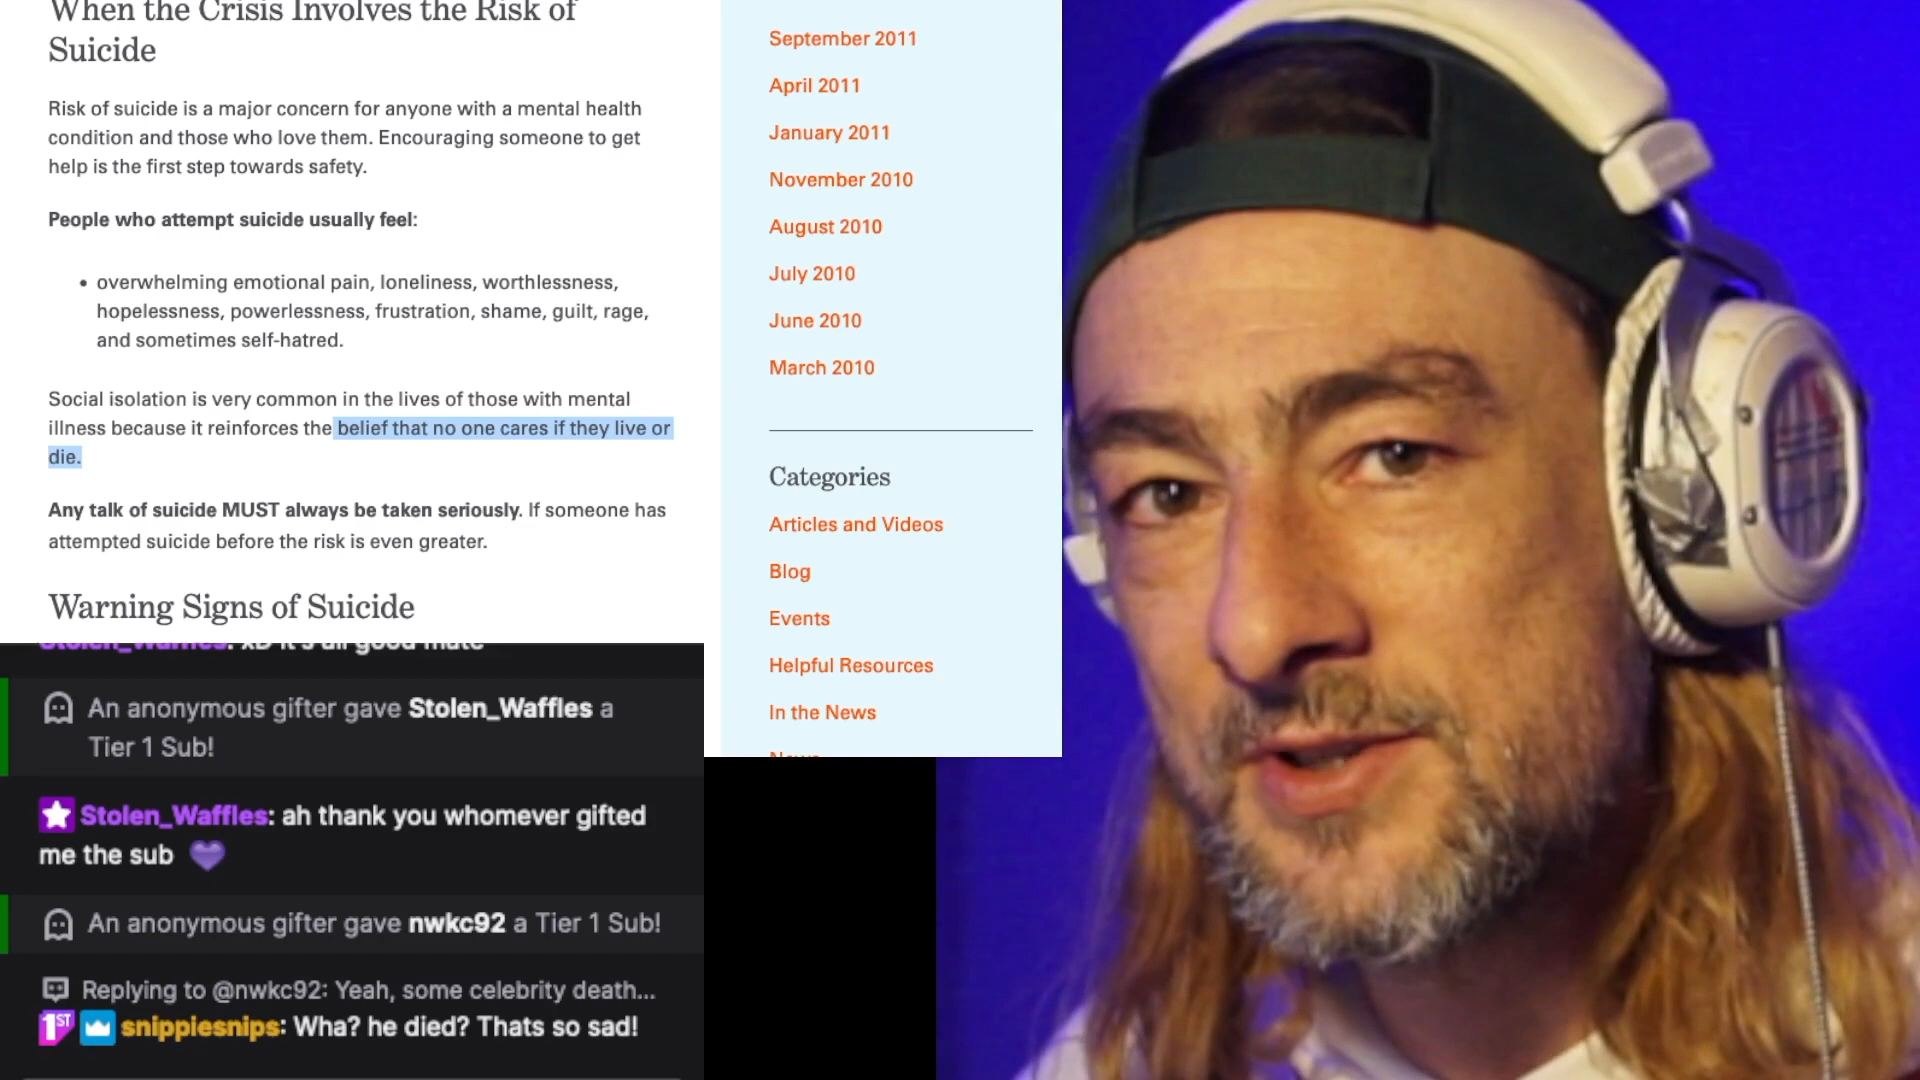 When the Crisis Involves the Risk of
Suicide
Risk of suicide is a major concern for anyone with a mental health
condition and those who love them. Encouraging someone to get
help is the first step towards safety.
People who attempt suicide usually feel:
• overwhelming emotional pain, loneliness, worthlessness,
hopelessness, powerlessness, frustration, shame, guilt, rage,
and sometimes self-hatred.
Social isolation is very common in the lives of those with mental
illness because it reinforces the belief that no one cares if they live or
die.
Any talk of suicide MUST always be taken seriously. If someone has
attempted suicide before the risk is even greater.
Warning Signs of Suicide
September 2011
April 2011
January 2011
November 2010
August 2010
July 2010
June 2010
March 2010
Categories
Articles and Videos
Blog
Events
Helpful Resources
In the News
News
Stolen_Waffles: xD it's all good mate
An anonymous gifter gave Stolen_Waffles a
Tier 1 Sub!
Stolen_Waffles: ah thank you whomever gifted
me the sub 💜
An anonymous gifter gave nwkc92 a Tier 1 Sub!
Replying to @nwkc92: Yeah, some celebrity death...
1ST snippiesnips: Wha? he died? Thats so sad!